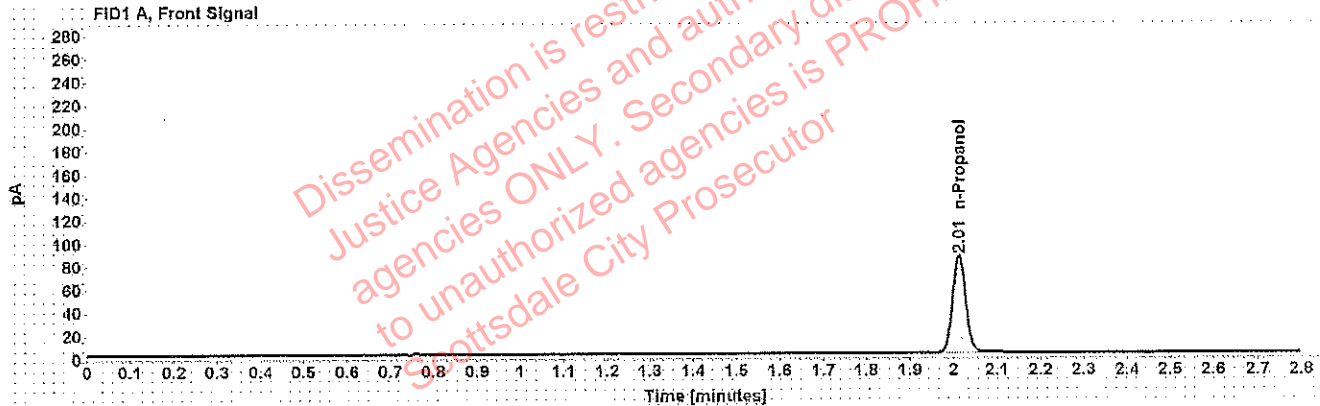 FID1 A, Front Signal
280
260
240
220
200
180
160
140
120
100
80
60
40
20
0
pA
2.01 n-Propanol
0 0.1 0.2 0.3 0.4 0.5 0.6 0.7 0.8 0.9 1 1.1 1.2 1.3 1.4 1.5 1.6 1.7 1.8 1.9 2 2.1 2.2 2.3 2.4 2.5 2.6 2.7 2.8
Time [minutes]
Dissemination is
Justice Agencies and
agencies ONLY. Secondary
to unauthorized agencies is
Scottsdale City Prosecutor